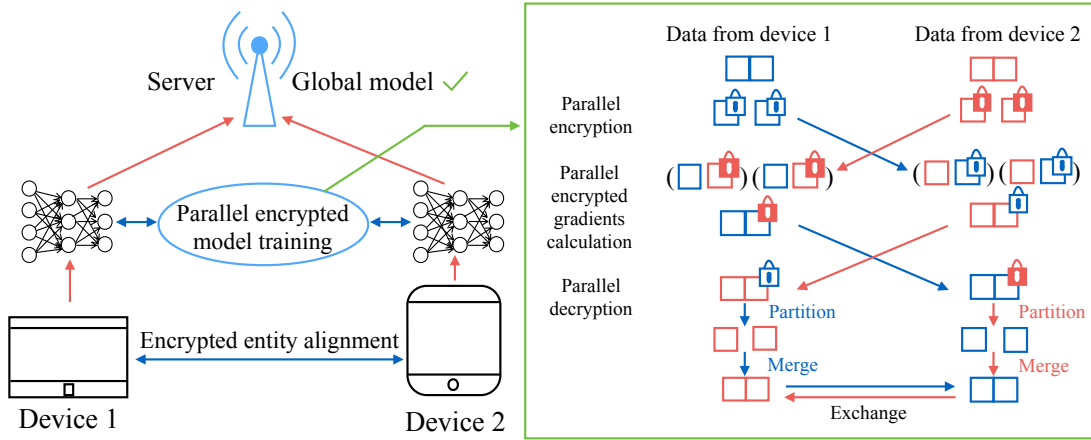 Server
Global model
Parallel encrypted
model training
Encrypted entity alignment
Device 1
Device 2
Data from device 1
Data from device 2
Parallel
encryption
Parallel
encrypted
gradients
calculation
( ) ( )
( ) ( )
Parallel
decryption
Partition
Partition
Merge
Merge
Exchange